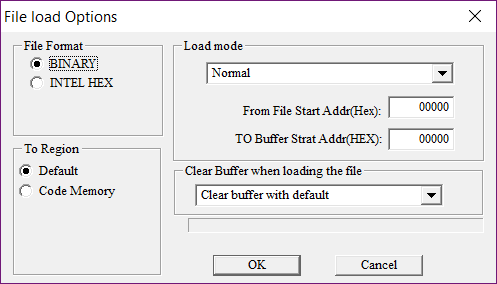 File load Options
File Format
BINARY
INTEL HEX
To Region
Default
Code Memory
Load mode
Normal
From File Start Addr(Hex): 00000
TO Buffer Strat Addr(HEX): 00000
Clear Buffer when loading the file
Clear buffer with default
OK
Cancel